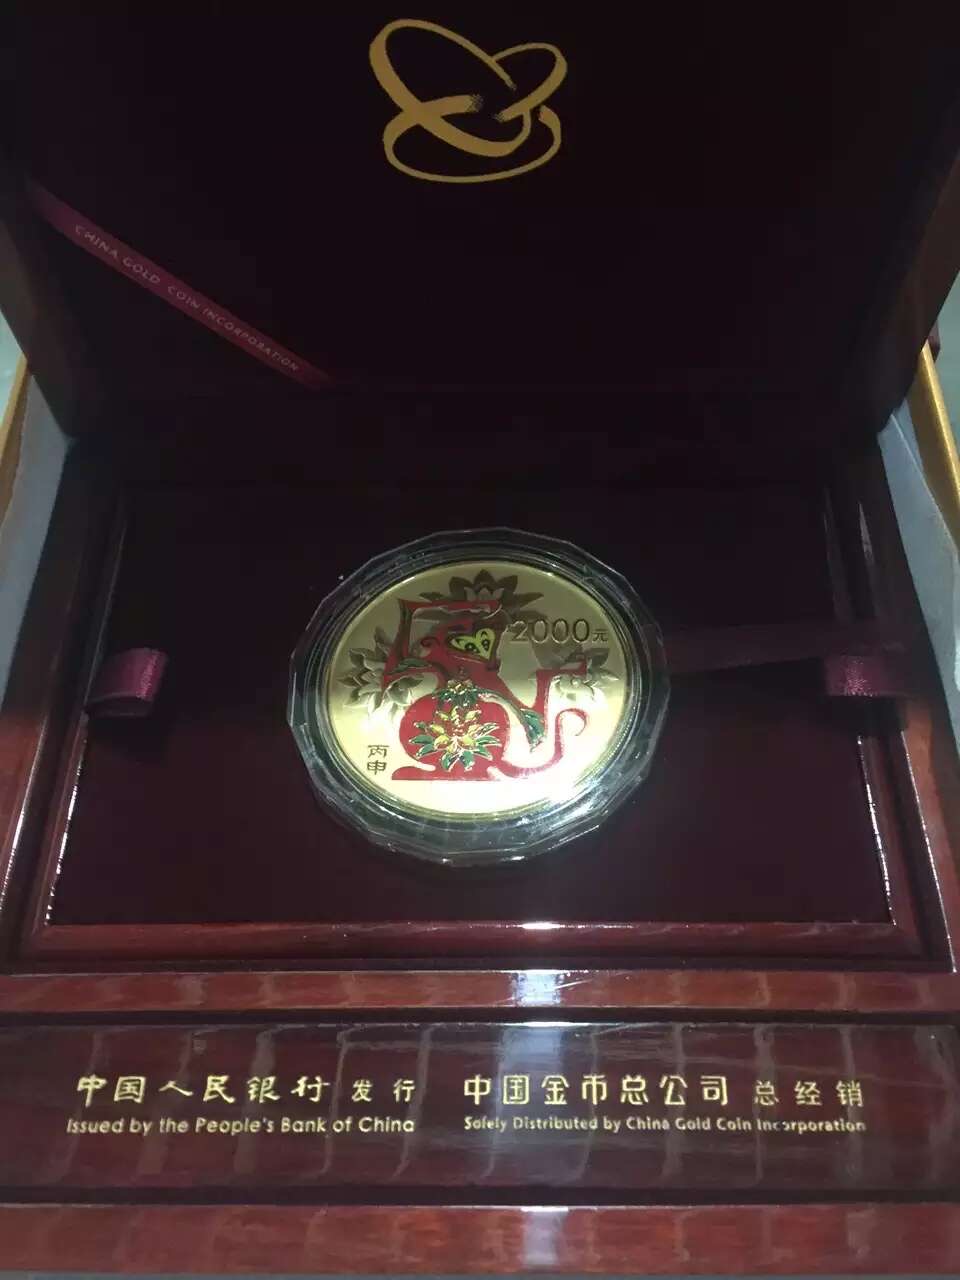 CHINA GOLD COIN INCORPORATION
2000元
丙申
中国人民银行 发行
Issued by the People's Bank of China
中国金币总公司 总经销
Solely Distributed by China Gold Coin Incorporation